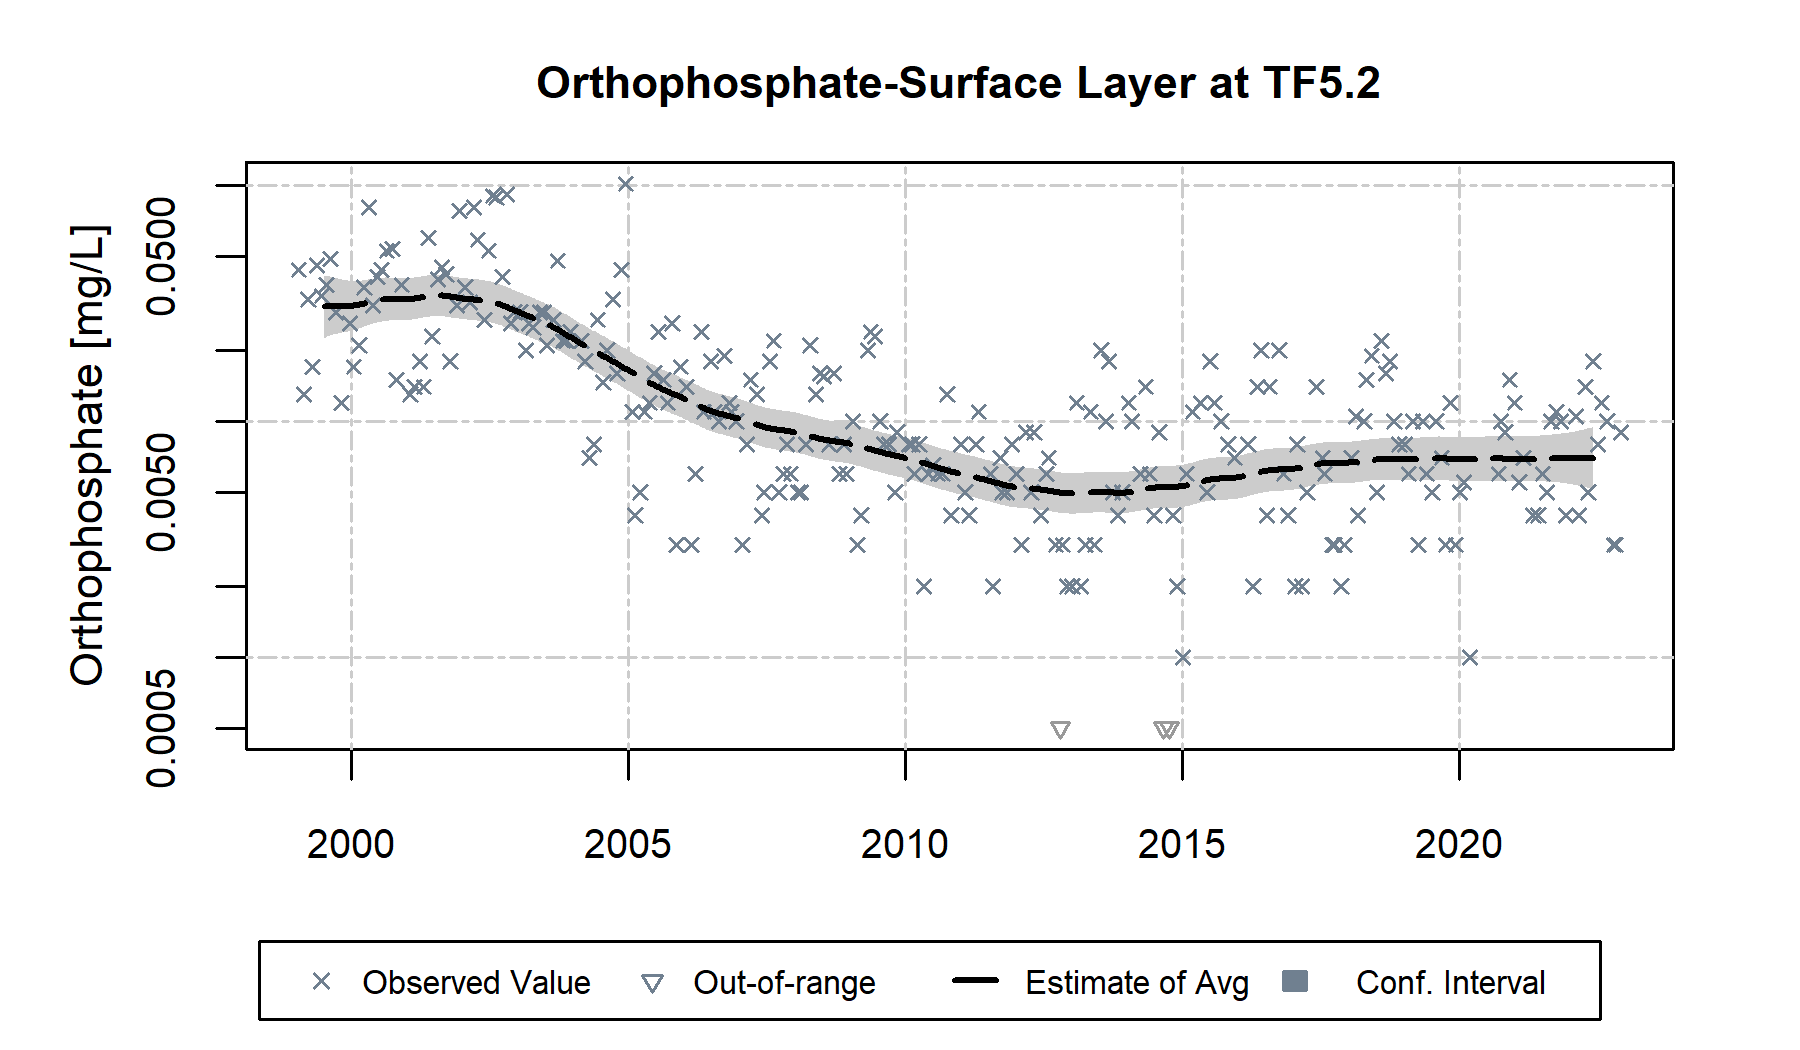 Orthophosphate-Surface Layer at TF5.2
Orthophosphate [mg/L]
0.0500
0.0050
0.0005
2000 2005 2010 2015 2020
Observed Value Out-of-range Estimate of Avg Conf. Interval